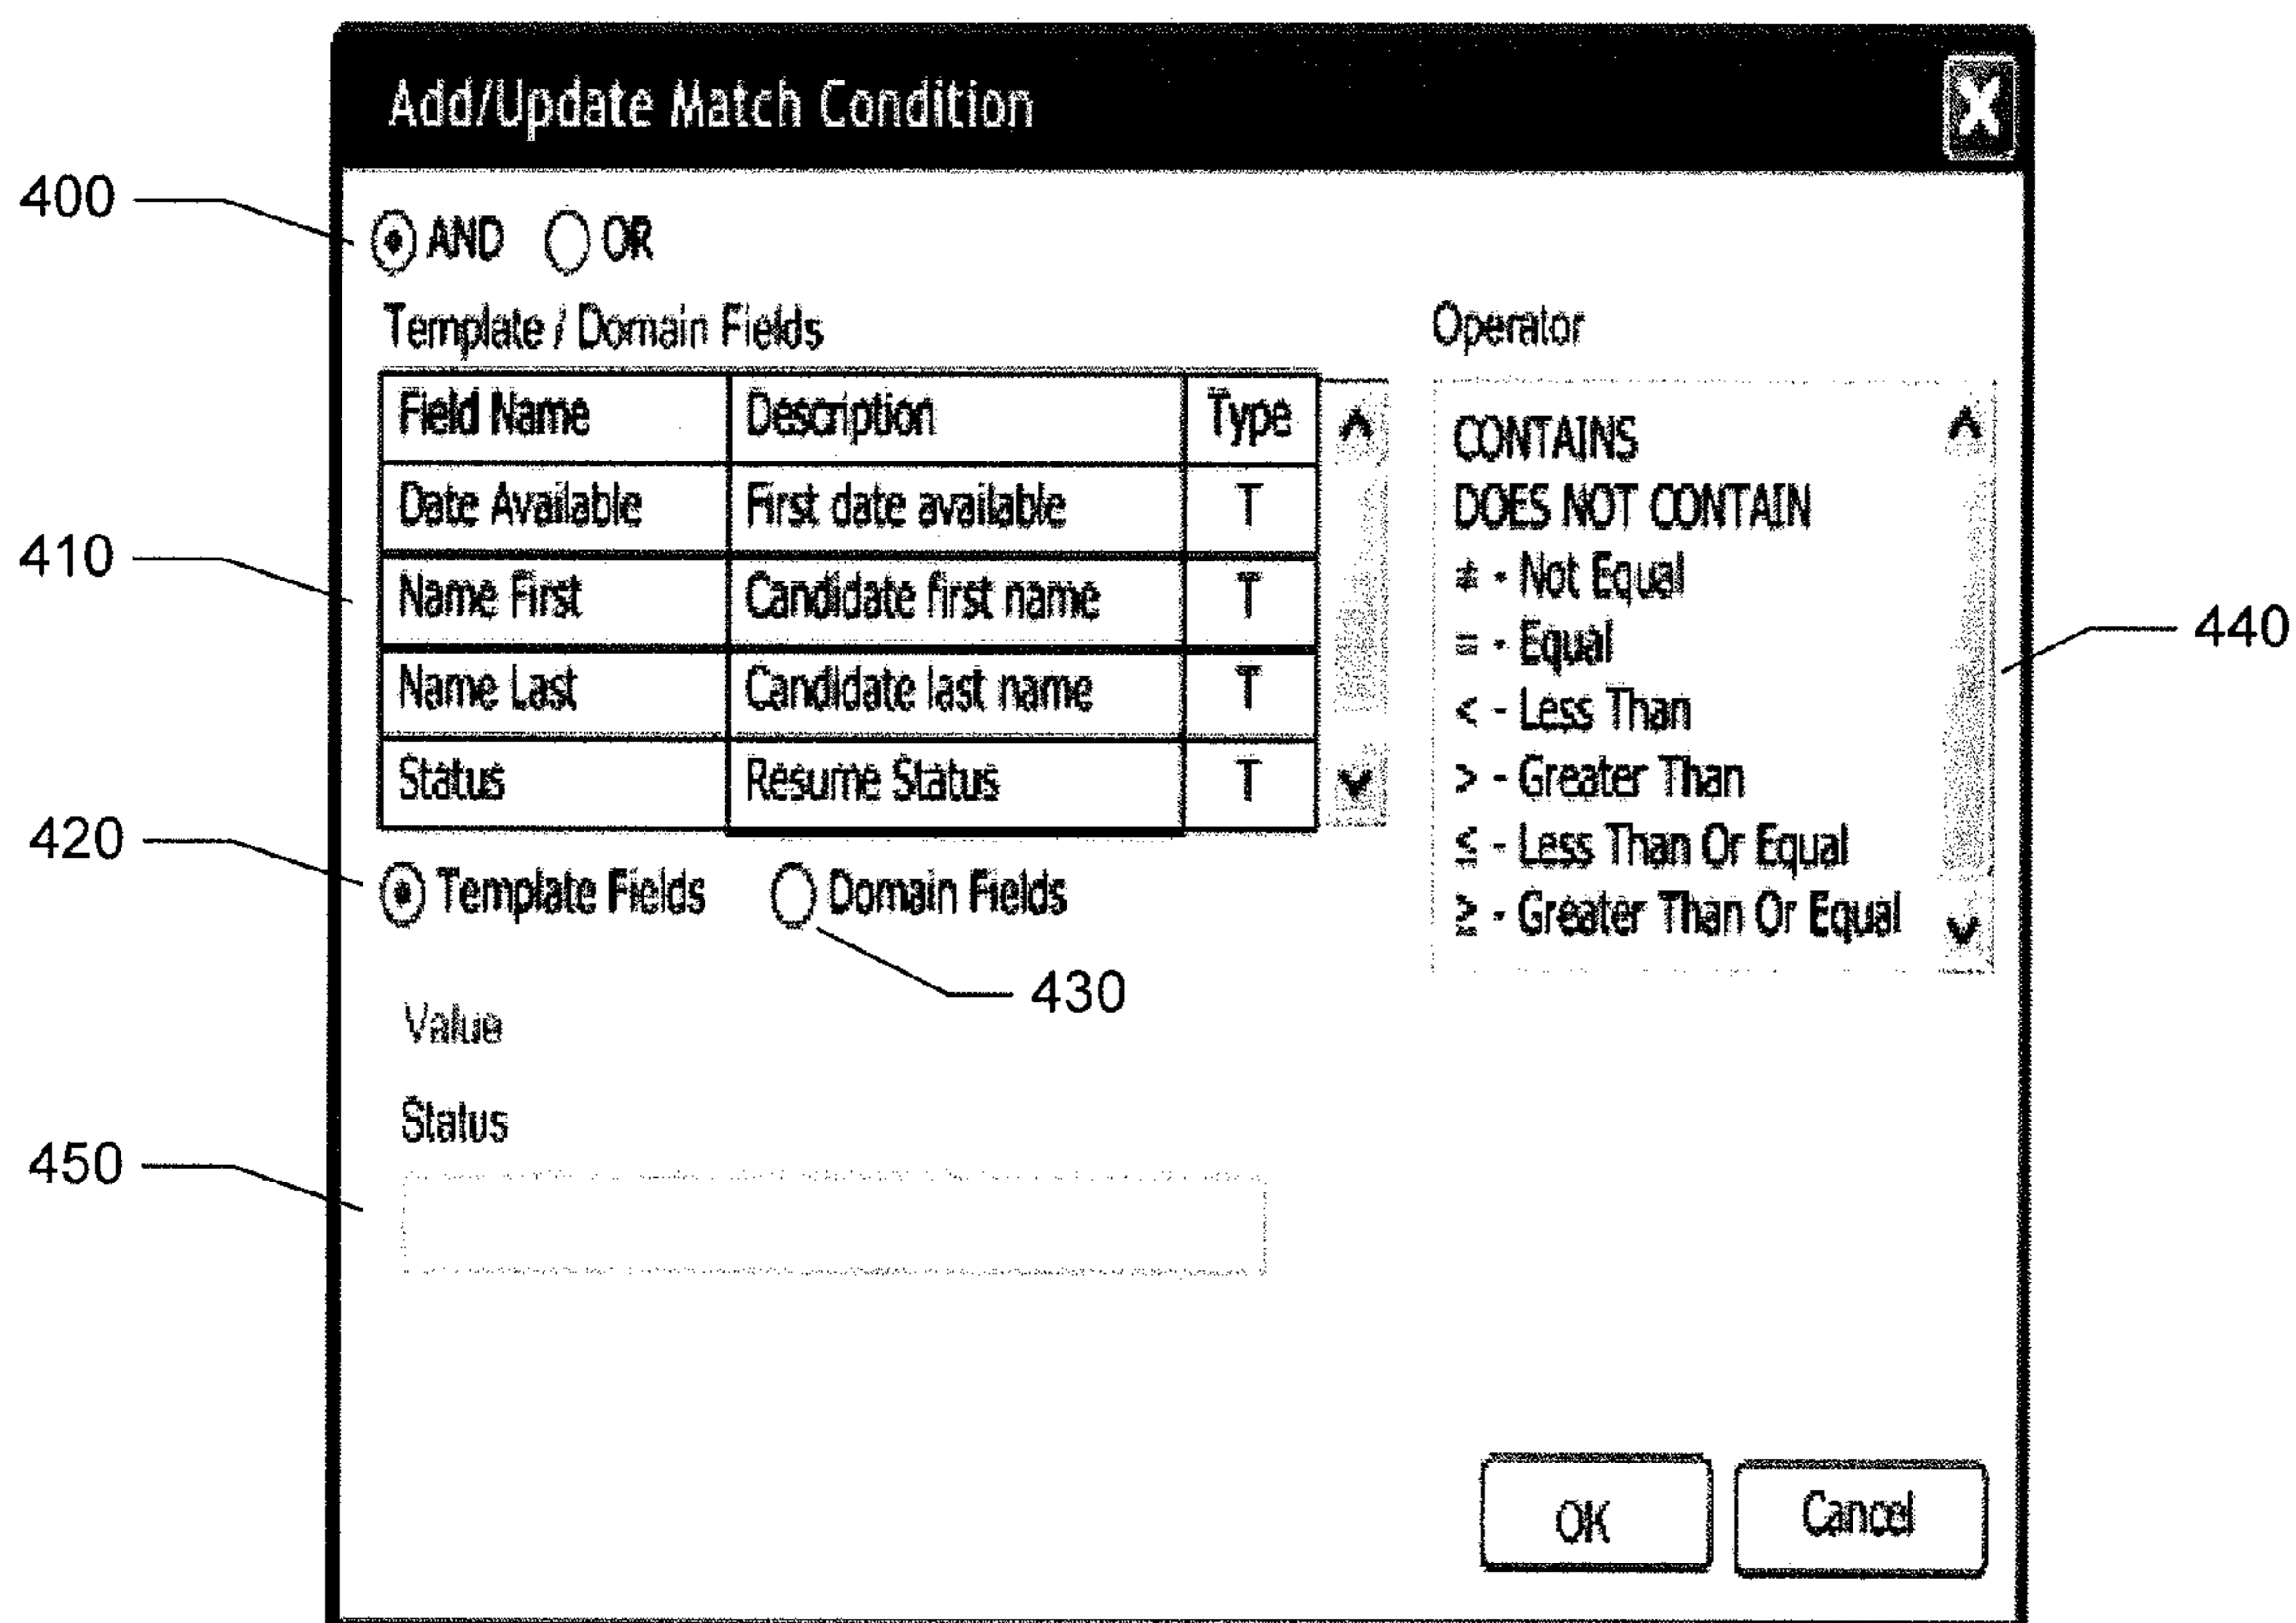 Add/Update Match Condition
X
400
AND OR
Template / Domain Fields
Operator
Field Name Description Type
Date Available First date available T
Name First Candidate first name T
Name Last Candidate last name T
Status Resume Status T
410
CONTAINS
DOES NOT CONTAIN
≠ - Not Equal
= - Equal
< - Less Than
> - Greater Than
≤ - Less Than Or Equal
≥ - Greater Than Or Equal
440
420
Template Fields Domain Fields
430
Value
Status
450
OK Cancel